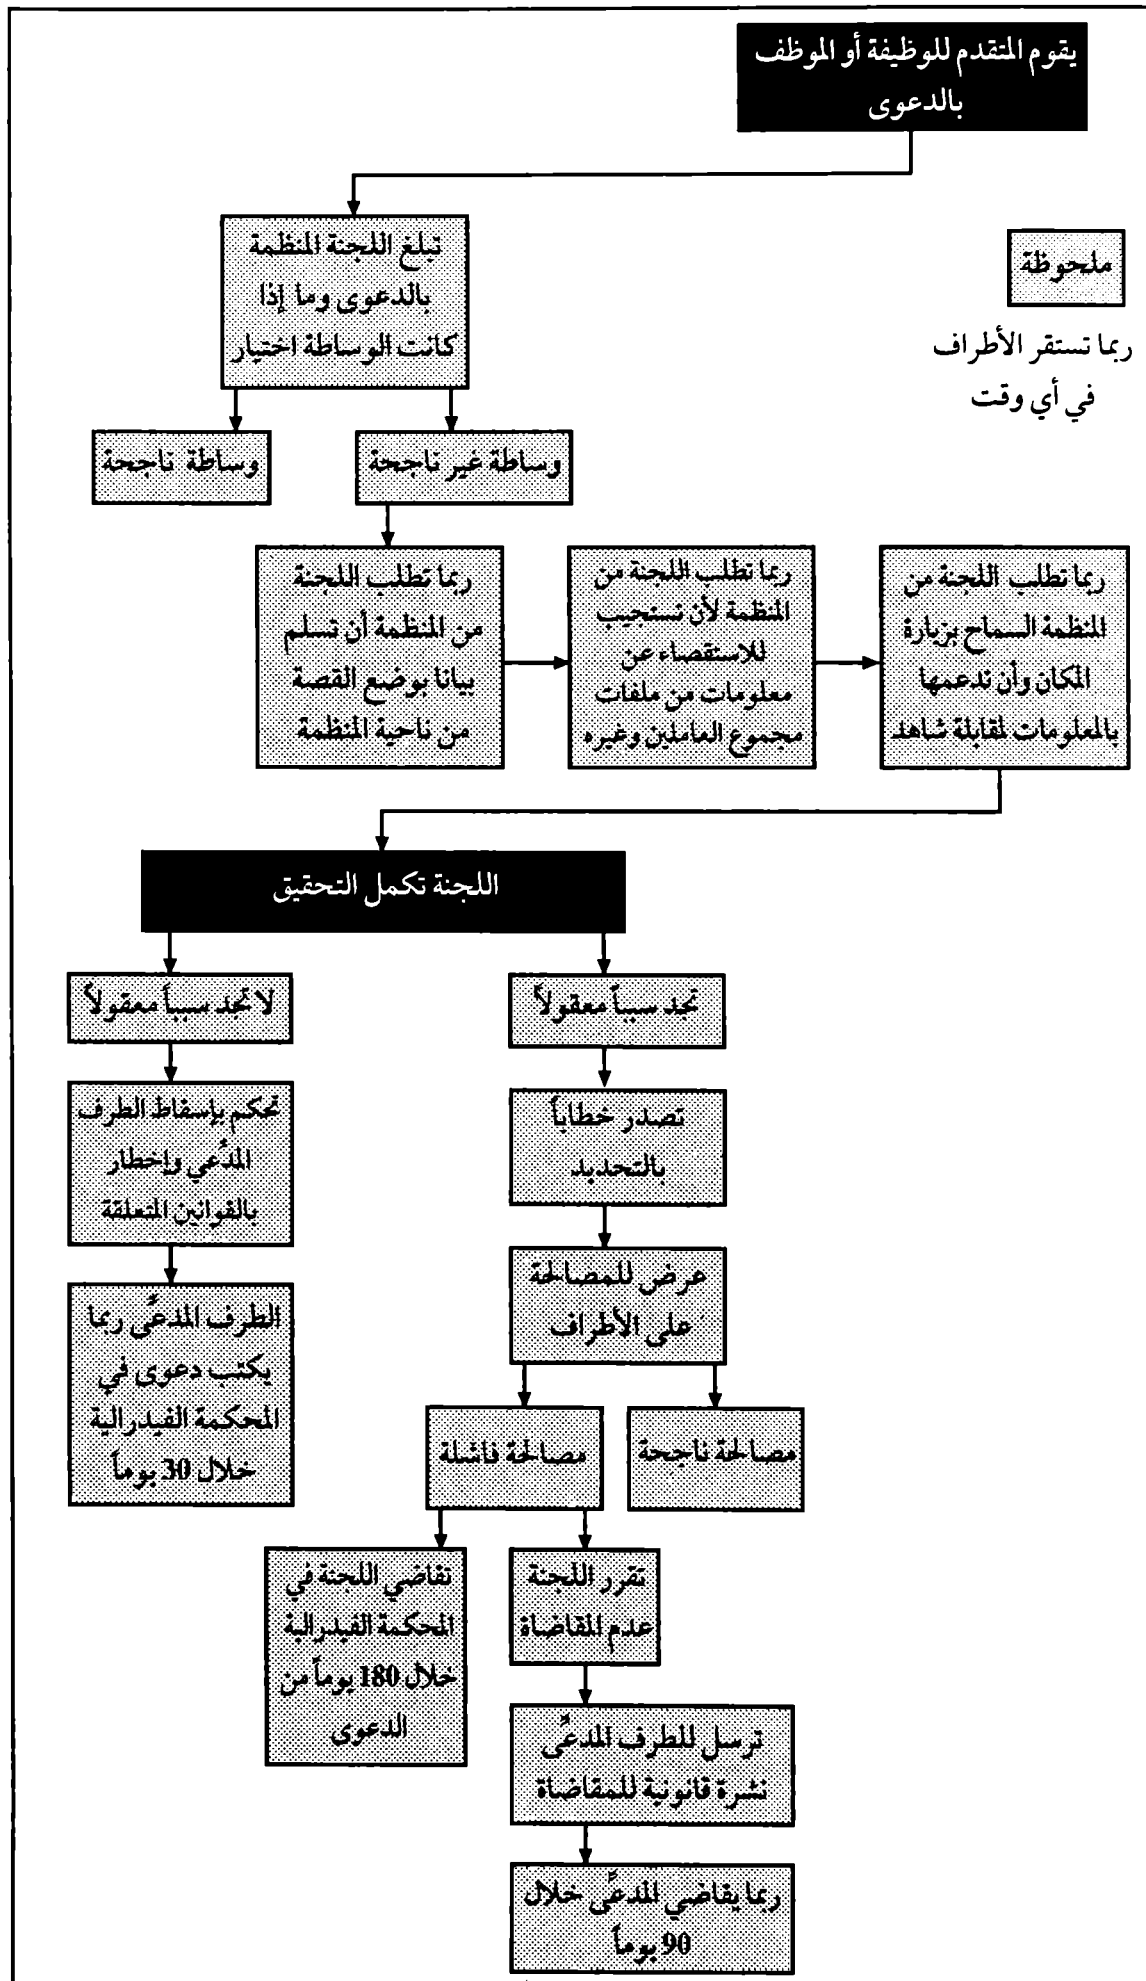 يقوم المتقدم للوظيفة أو الموظف
بالدعوى
ملحوظة
ربما تستقر الأطراف
في أي وقت
تبلغ اللجنة المنظمة
بالدعوى وما إذا
كانت الوساطة اختيار
وساطة غير ناجحة
وساطة ناجحة
ربما تطلب اللجنة
من المنظمة أن تسلم
بيانا بوضع القصة
من ناحية المنظمة
ربما تطلب اللجنة من
المنظمة لأن تستجيب
للاستقصاء عن
معلومات من ملفات
مجموع العاملين وغيره
ربما تطلب اللجنة من
المنظمة السماح بزيارة
المكان وأن تدعمها
بالمعلومات لمقابلة شاهد
اللجنة تكمل التحقيق
تجد سبباً معقولاً
تصدر خطاباً
بالتحديد
عرض للمصالحة
على الأطراف
مصالحة ناجحة
مصالحة فاشلة
تقرر اللجنة
عدم المقاضاة
ترسل للطرف المدعَّى
نشرة قانونية للمقاضاة
ربما يقاضي المدعَّى خلال
90 يوماً
تقاضي اللجنة في
المحكمة الفيدرالية
خلال 180 يوماً من
الدعوى
لا تجد سبباً معقولاً
تحكم بإسقاط الطرف
المدَّعي وإخطار
بالقوانين المتعلقة
الطرف المدعَّى ربما
يكتب دعوى في
المحكمة الفيدرالية
خلال 30 يوماً